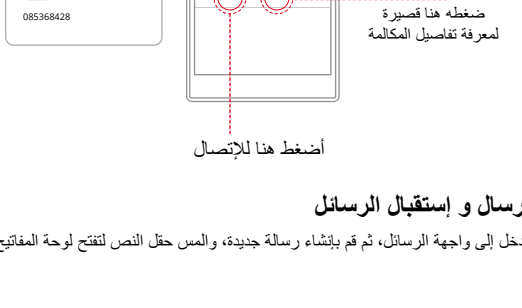 085368428
ضغطه هنا قصيرة
لمعرفة تفاصيل المكالمة
أضغط هنا للإتصال
رسال و إستقبال الرسائل
دخل إلى واجهة الرسائل، ثم قم بإنشاء رسالة جديدة، والمس حقل النص لتفتح لوحة المفاتيح